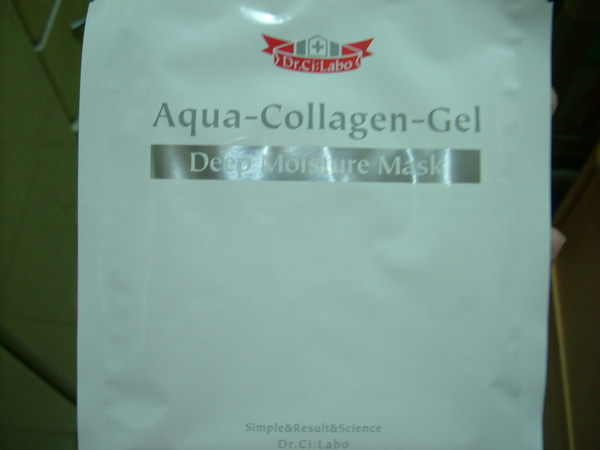 Dr.Ci:Labo
Aqua-Collagen-Gel
Deep Moisture Mask
Simple&Result&Science
Dr.Ci:Labo